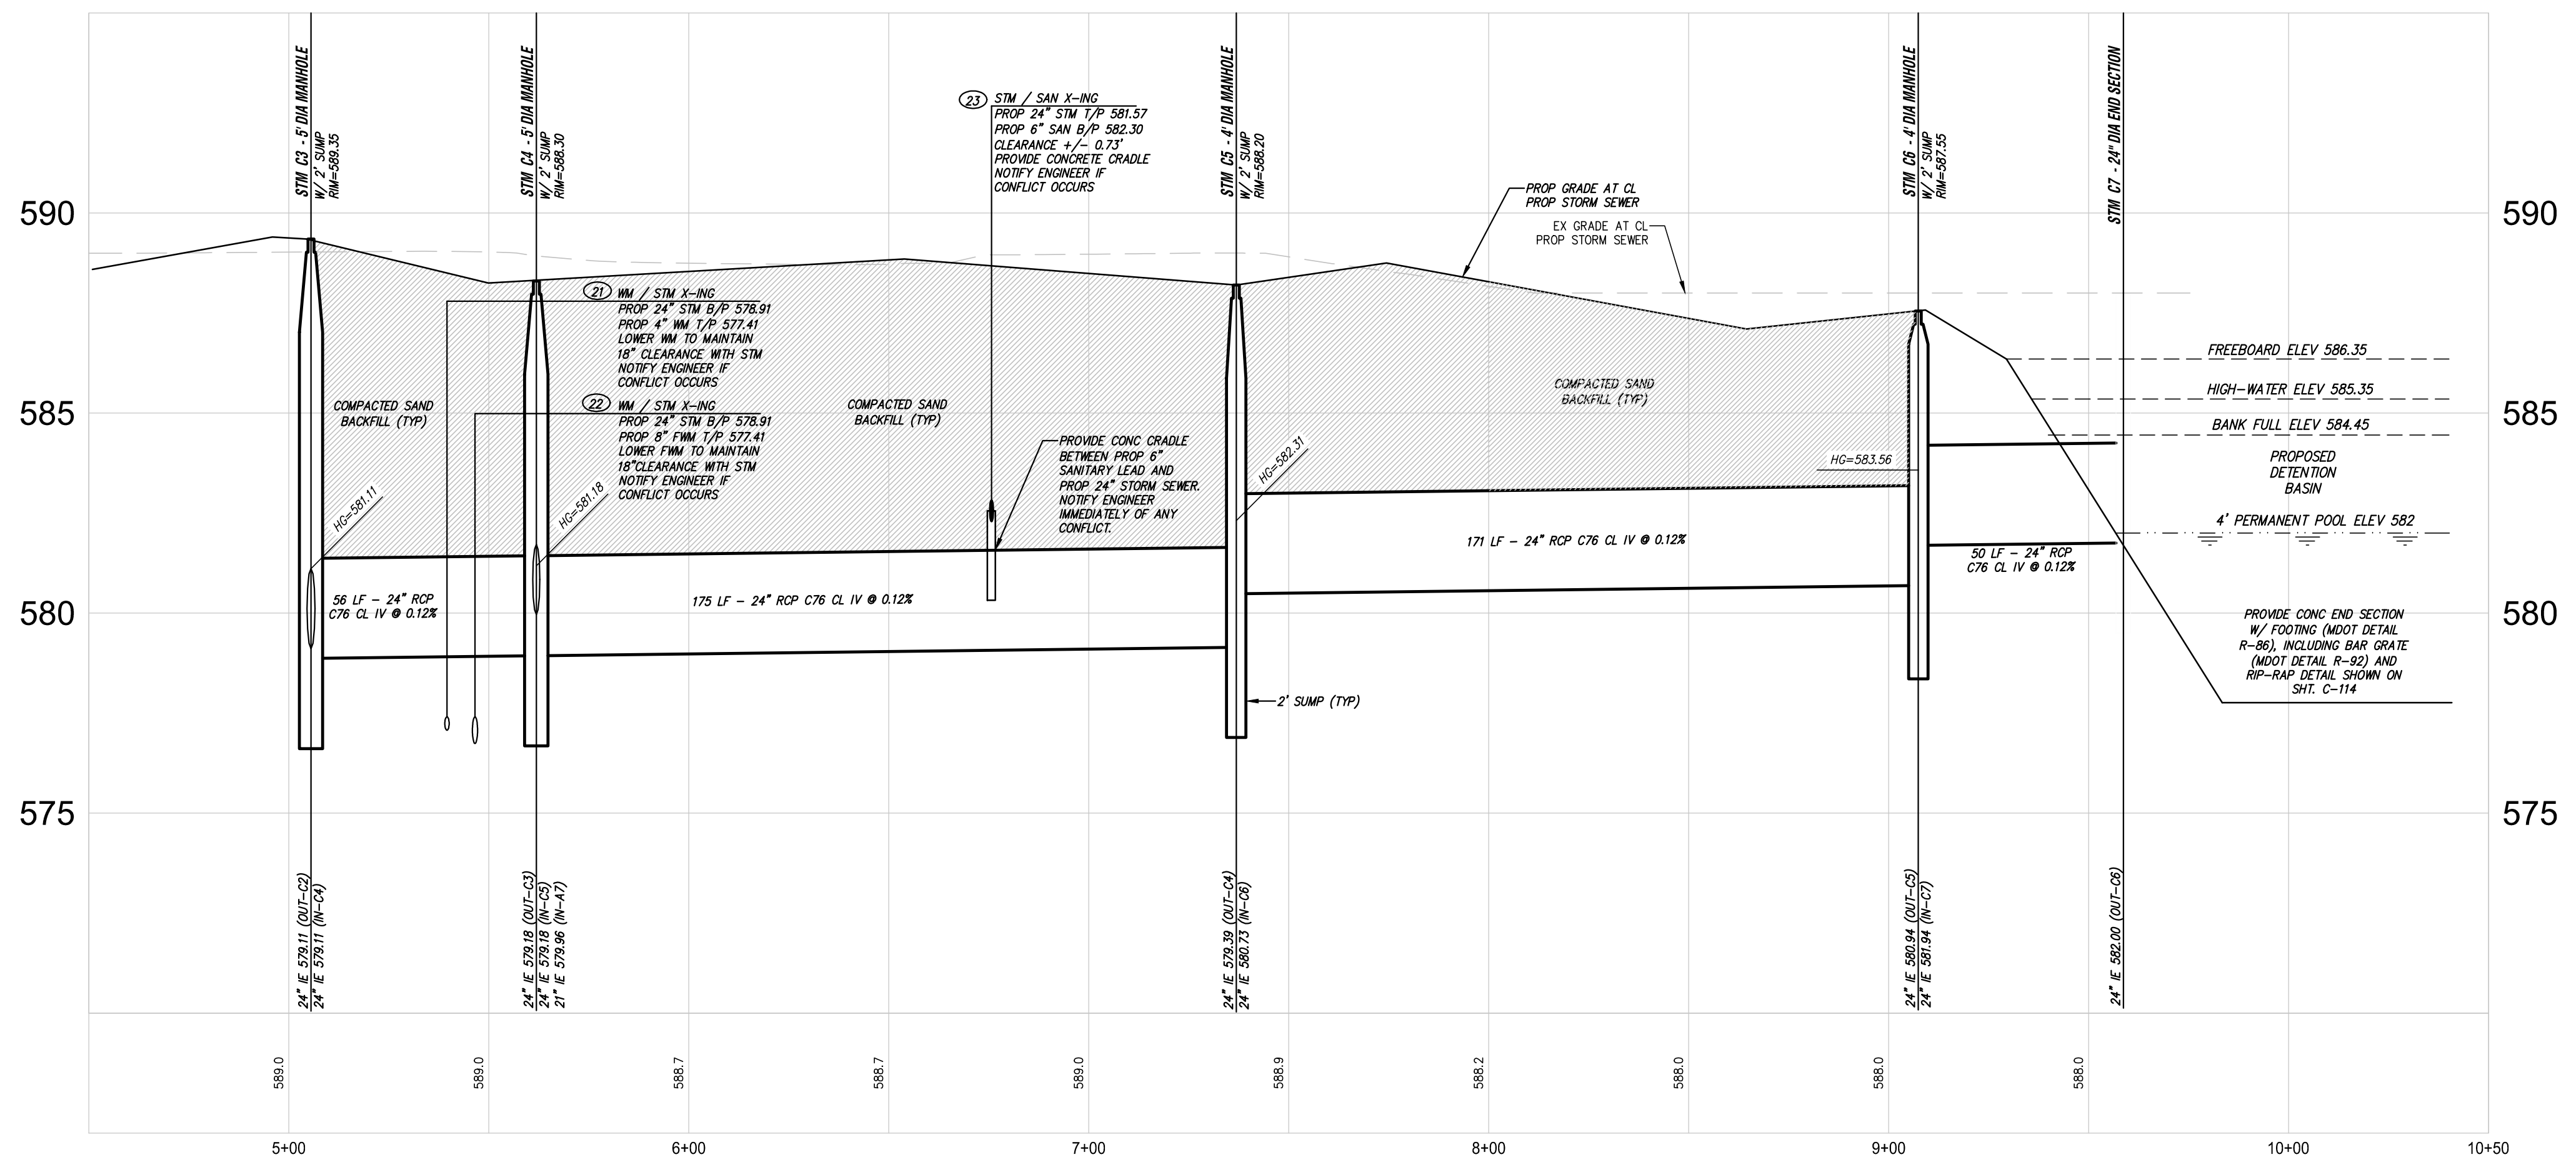 STM C3 - 5' DIA MANHOLE
W/ 2' SUMP
RIM=589.35
STM C4 - 5' DIA MANHOLE
W/ 2' SUMP
RIM=588.30
23
STM / SAN X-ING
PROP 24" STM T/P 581.57
PROP 6" SAN B/P 582.30
CLEARANCE +/- 0.73'
PROVIDE CONCRETE CRADLE
NOTIFY ENGINEER IF
CONFLICT OCCURS
STM C5 - 4' DIA MANHOLE
W/ 2' SUMP
RIM=588.20
STM C6 - 4' DIA MANHOLE
W/ 2' SUMP
RIM=587.55
STM C7 - 24" DIA END SECTION
590
590
PROP GRADE AT CL
PROP STORM SEWER
EX GRADE AT CL
PROP STORM SEWER
21
WM / STM X-ING
PROP 24" STM B/P 578.91
PROP 4" WM T/P 577.41
LOWER WM TO MAINTAIN
18" CLEARANCE WITH STM
NOTIFY ENGINEER IF
CONFLICT OCCURS
22
WM / STM X-ING
PROP 24" STM B/P 578.91
PROP 8" FWM T/P 577.41
LOWER FWM TO MAINTAIN
18"CLEARANCE WITH STM
NOTIFY ENGINEER IF
CONFLICT OCCURS
FREEBOARD ELEV 586.35
HIGH-WATER ELEV 585.35
BANK FULL ELEV 584.45
585
585
COMPACTED SAND
BACKFILL (TYP)
COMPACTED SAND
BACKFILL (TYP)
COMPACTED SAND
BACKFILL (TYP)
PROVIDE CONC CRADLE
BETWEEN PROP 6"
SANITARY LEAD AND
PROP 24" STORM SEWER.
NOTIFY ENGINEER
IMMEDIATELY OF ANY
CONFLICT.
HG=581.11
HG=581.18
HG=582.31
HG=583.56
PROPOSED
DETENTION
BASIN
4' PERMANENT POOL ELEV 582
56 LF - 24" RCP
C76 CL IV @ 0.12%
175 LF - 24" RCP C76 CL IV @ 0.12%
171 LF - 24" RCP C76 CL IV @ 0.12%
50 LF - 24" RCP
C76 CL IV @ 0.12%
580
580
PROVIDE CONC END SECTION
W/ FOOTING (MDOT DETAIL
R-86), INCLUDING BAR GRATE
(MDOT DETAIL R-92) AND
RIP-RAP DETAIL SHOWN ON
SHT. C-114
2' SUMP (TYP)
575
575
24" IE 579.11 (OUT-C2)
24" IE 579.11 (IN-C4)
24" IE 579.18 (OUT-C3)
24" IE 579.18 (IN-C5)
21" IE 579.96 (IN-A7)
24" IE 579.39 (OUT-C4)
24" IE 580.73 (IN-C6)
24" IE 580.94 (OUT-C5)
24" IE 581.94 (IN-C7)
24" IE 582.00 (OUT-C6)
589.0
589.0
588.7
588.7
589.0
588.9
588.2
588.0
588.0
588.0
5+00
6+00
7+00
8+00
9+00
10+00
10+50